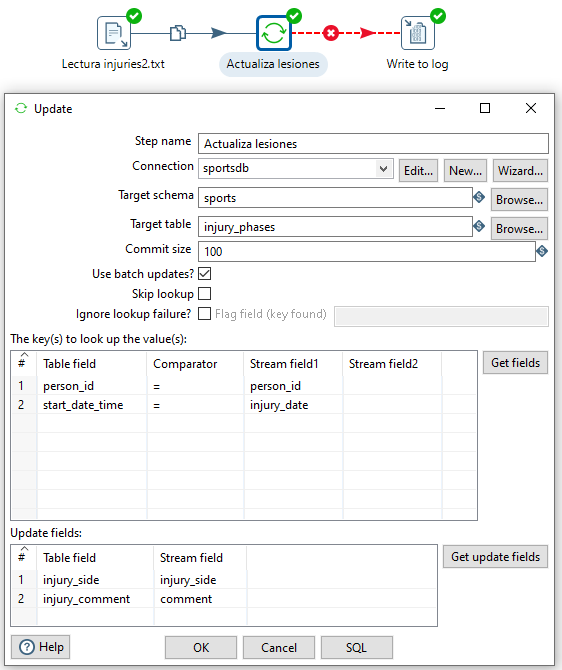 Lectura injuries2.txt Actualiza lesiones Write to log
Update
Step name Actualiza lesiones
Connection sportsdb Edit... New... Wizard...
Target schema sports Browse...
Target table injury_phases Browse...
Commit size 100
Use batch updates?
Skip lookup
Ignore lookup failure? Flag field (key found)
The key(s) to look up the value(s):
# Table field Comparator Stream field1 Stream field2 Get fields
1 person_id = person_id
2 start_date_time = injury_date
Update fields:
# Table field Stream field Get update fields
1 injury_side injury_side
2 injury_comment comment
Help OK Cancel SQL